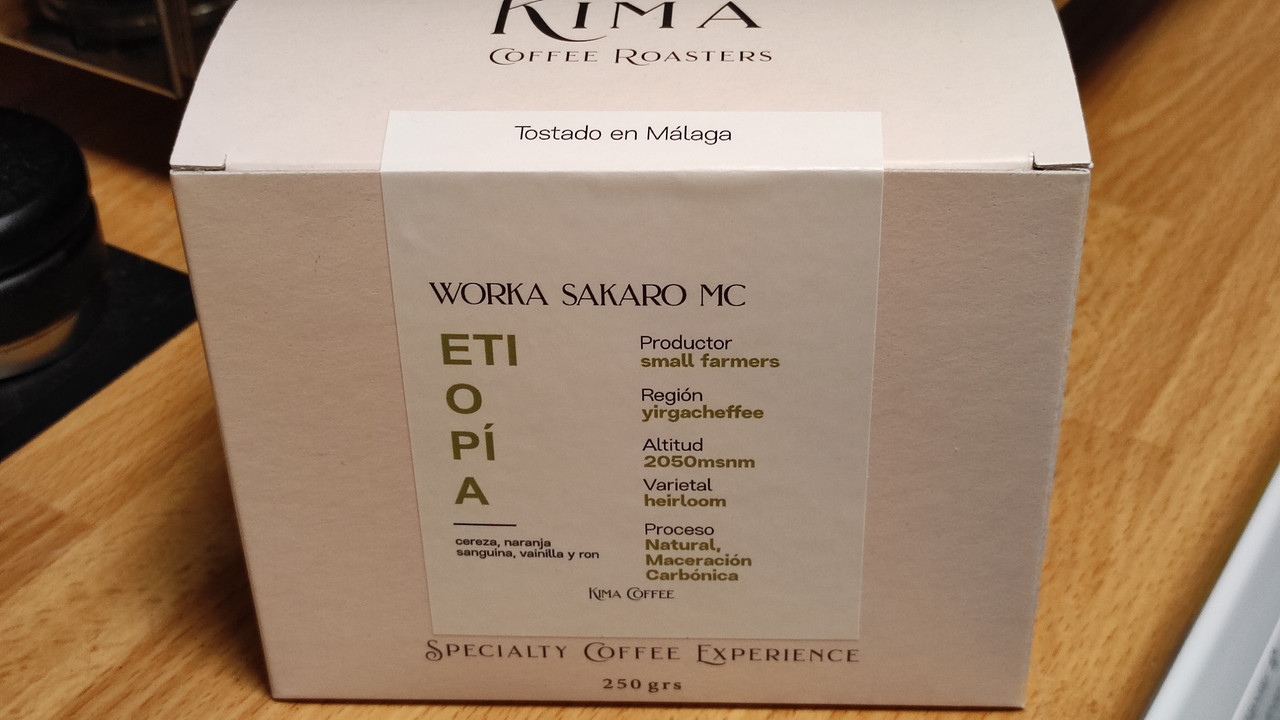 KIMA
COFFEE ROASTERS
Tostado en Málaga
WORKA SAKARO MC
ETI
O
PÍ
A
cereza, naranja
sanguina, vainilla y ron
Productor
small farmers
Región
yirgacheffee
Altitud
2050msnm
Varietal
heirloom
Proceso
Natural,
Maceración
Carbónica
KIMA COFFEE
SPECIALTY COFFEE EXPERIENCE
250 grs